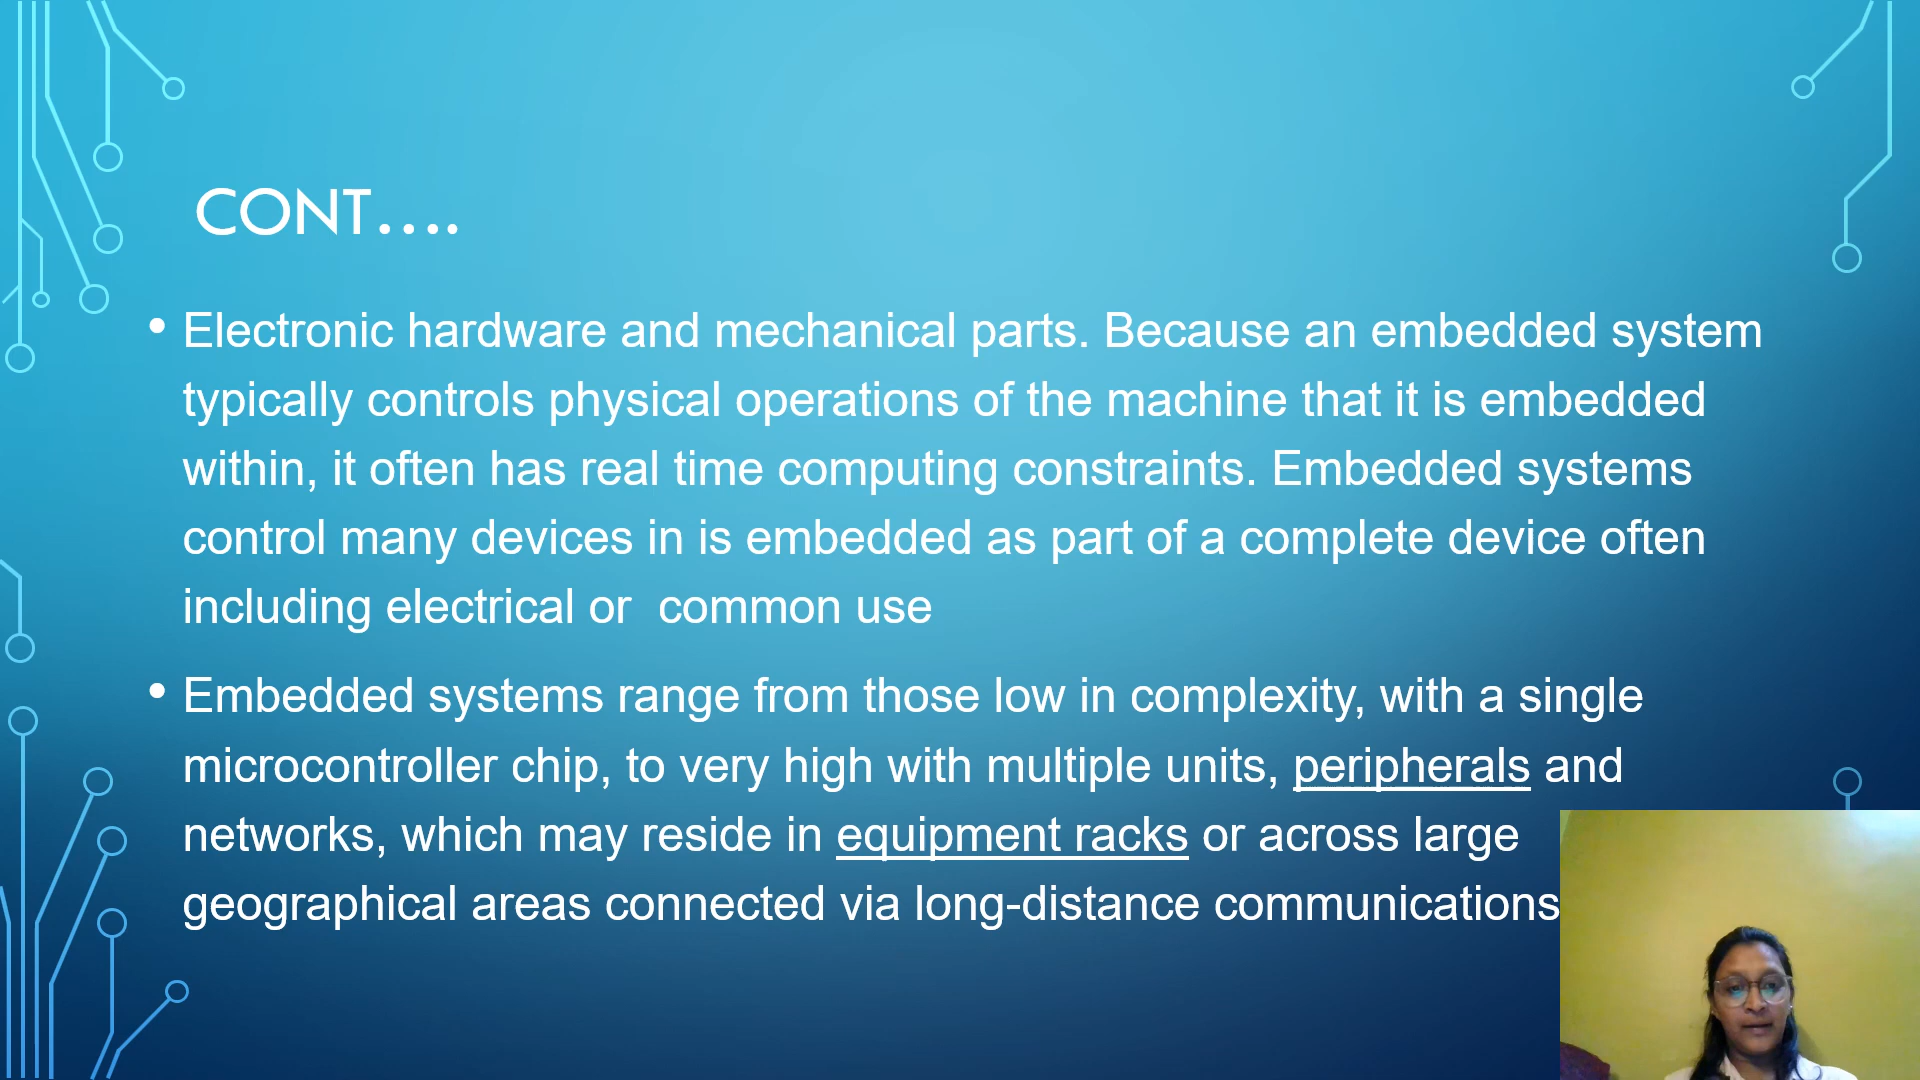 CONT....
• Electronic hardware and mechanical parts. Because an embedded system
typically controls physical operations of the machine that it is embedded
within, it often has real time computing constraints. Embedded systems
control many devices in is embedded as part of a complete device often
including electrical or  common use
• Embedded systems range from those low in complexity, with a single
microcontroller chip, to very high with multiple units, peripherals and
networks, which may reside in equipment racks or across large
geographical areas connected via long-distance communications